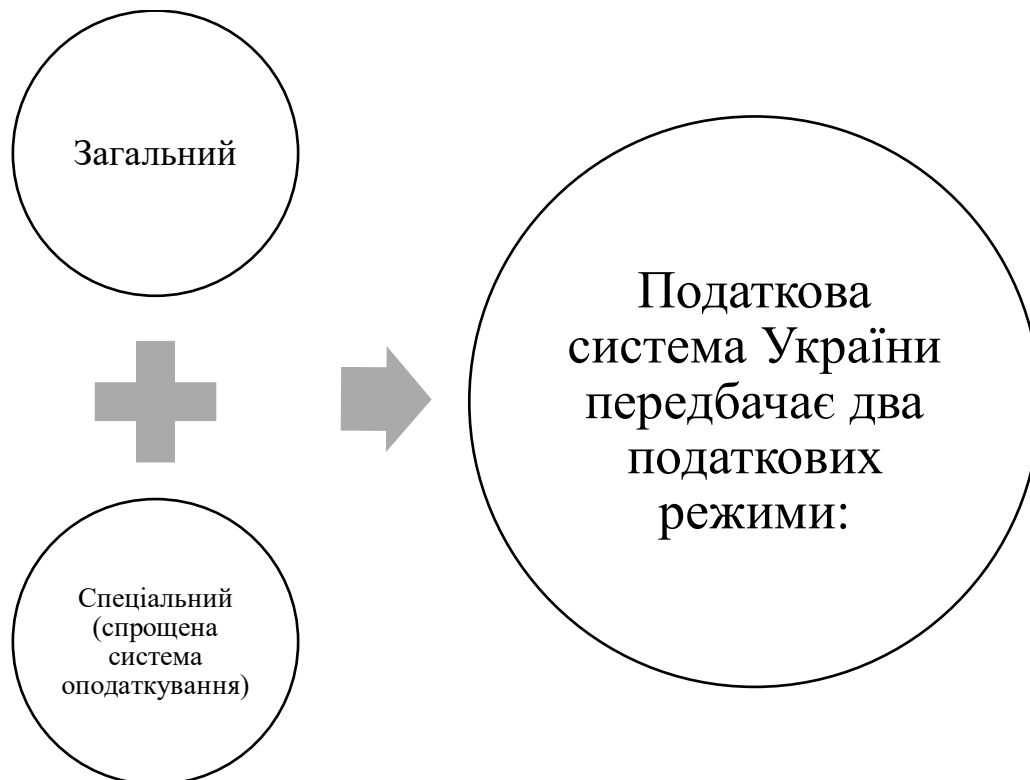 Загальний
Спеціальний
(спрощена
система
оподаткування)
Податкова
система України
передбачає два
податкових
режими: